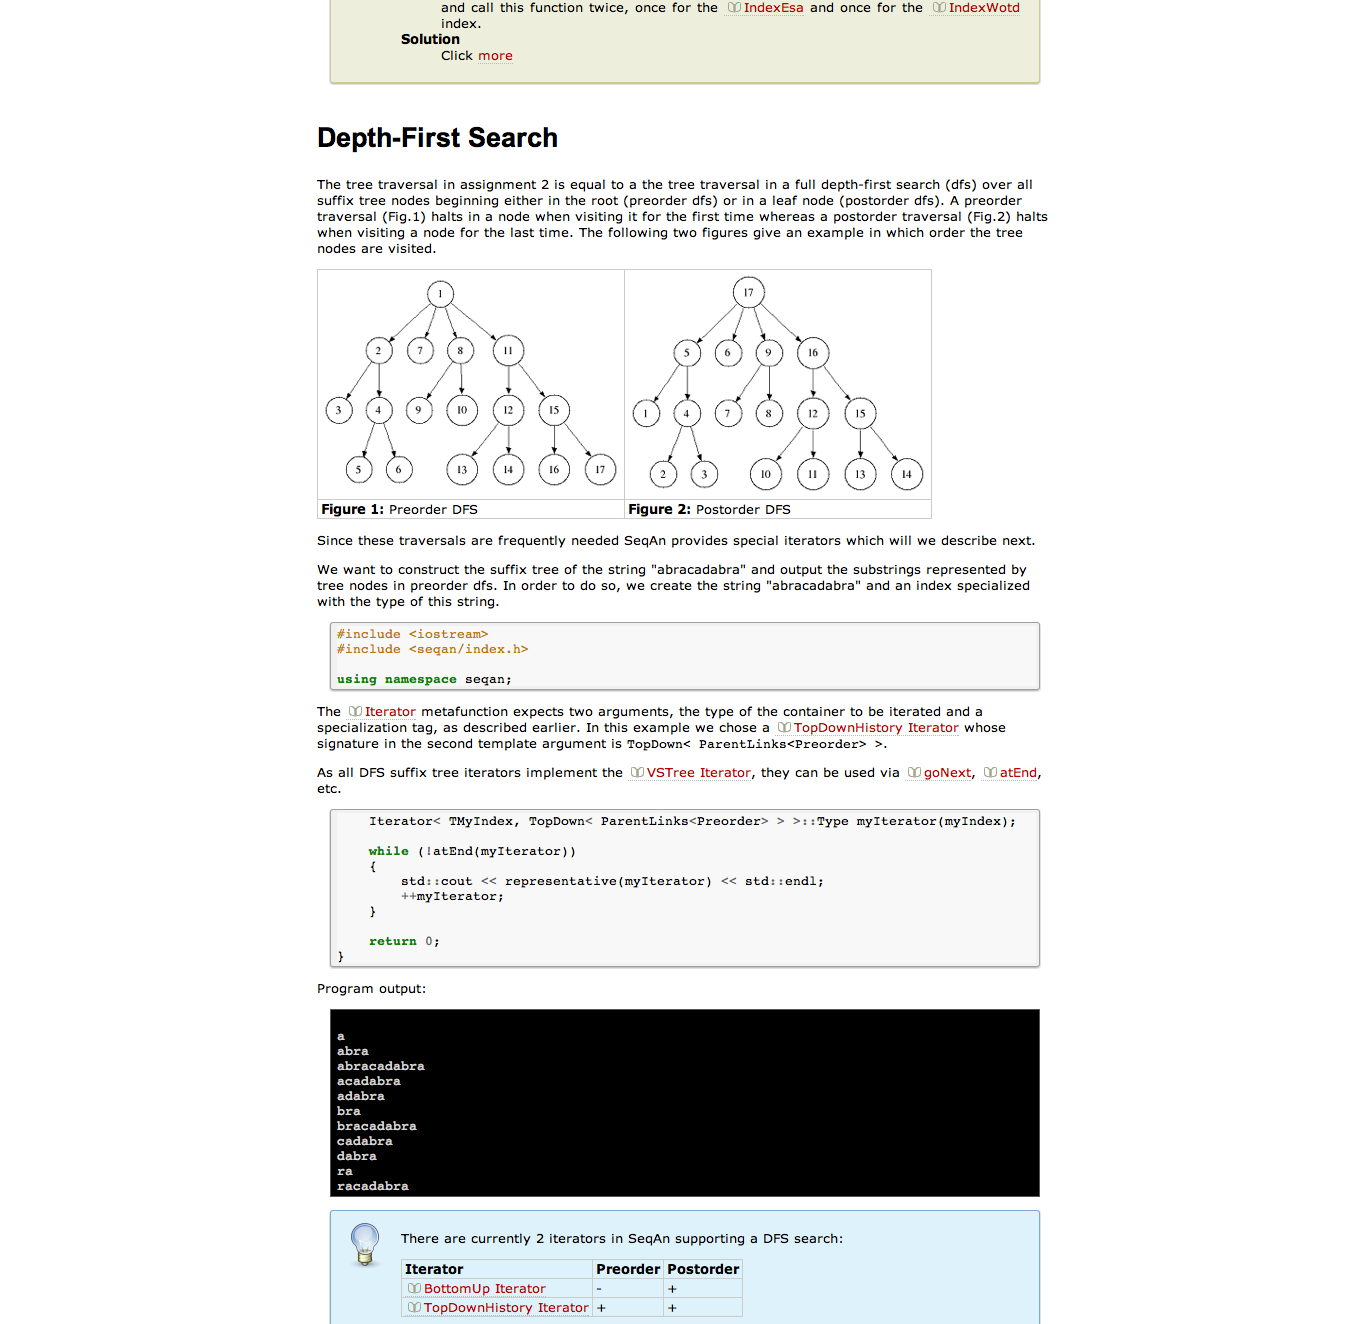 and call this function twice, once for the IndexEsa and once for the IndexWotd
index.
Solution
Click more
Depth-First Search
The tree traversal in assignment 2 is equal to a the tree traversal in a full depth-first search (dfs) over all
suffix tree nodes beginning either in the root (preorder dfs) or in a leaf node (postorder dfs). A preorder
traversal (Fig.1) halts in a node when visiting it for the first time whereas a postorder traversal (Fig.2) halts
when visiting a node for the last time. The following two figures give an example in which order the tree
nodes are visited.
1
2 7 8 11
3 4 9 10 12 15
5 6 13 14 16 17
Figure 1: Preorder DFS
17
5 6 9 16
1 4 7 8 12 15
2 3 10 11 13 14
Figure 2: Postorder DFS
Since these traversals are frequently needed SeqAn provides special iterators which will we describe next.
We want to construct the suffix tree of the string "abracadabra" and output the substrings represented by
tree nodes in preorder dfs. In order to do so, we create the string "abracadabra" and an index specialized
with the type of this string.
#include <iostream>
#include <seqan/index.h>
using namespace seqan;
The Iterator metafunction expects two arguments, the type of the container to be iterated and a
specialization tag, as described earlier. In this example we chose a TopDownHistory Iterator whose
signature in the second template argument is TopDown< ParentLinks<Preorder> >.
As all DFS suffix tree iterators implement the VSTree Iterator, they can be used via goNext, atEnd,
etc.
Iterator< TMyIndex, TopDown< ParentLinks<Preorder> > >::Type myIterator(myIndex);
while (!atEnd(myIterator))
{
std::cout << representative(myIterator) << std::endl;
++myIterator;
}
return 0;
}
Program output:
a
abra
abracadabra
acadabra
adabra
bra
bracadabra
cadabra
dabra
ra
racadabra
There are currently 2 iterators in SeqAn supporting a DFS search:
Iterator Preorder Postorder
BottomUp Iterator - +
TopDownHistory Iterator + +